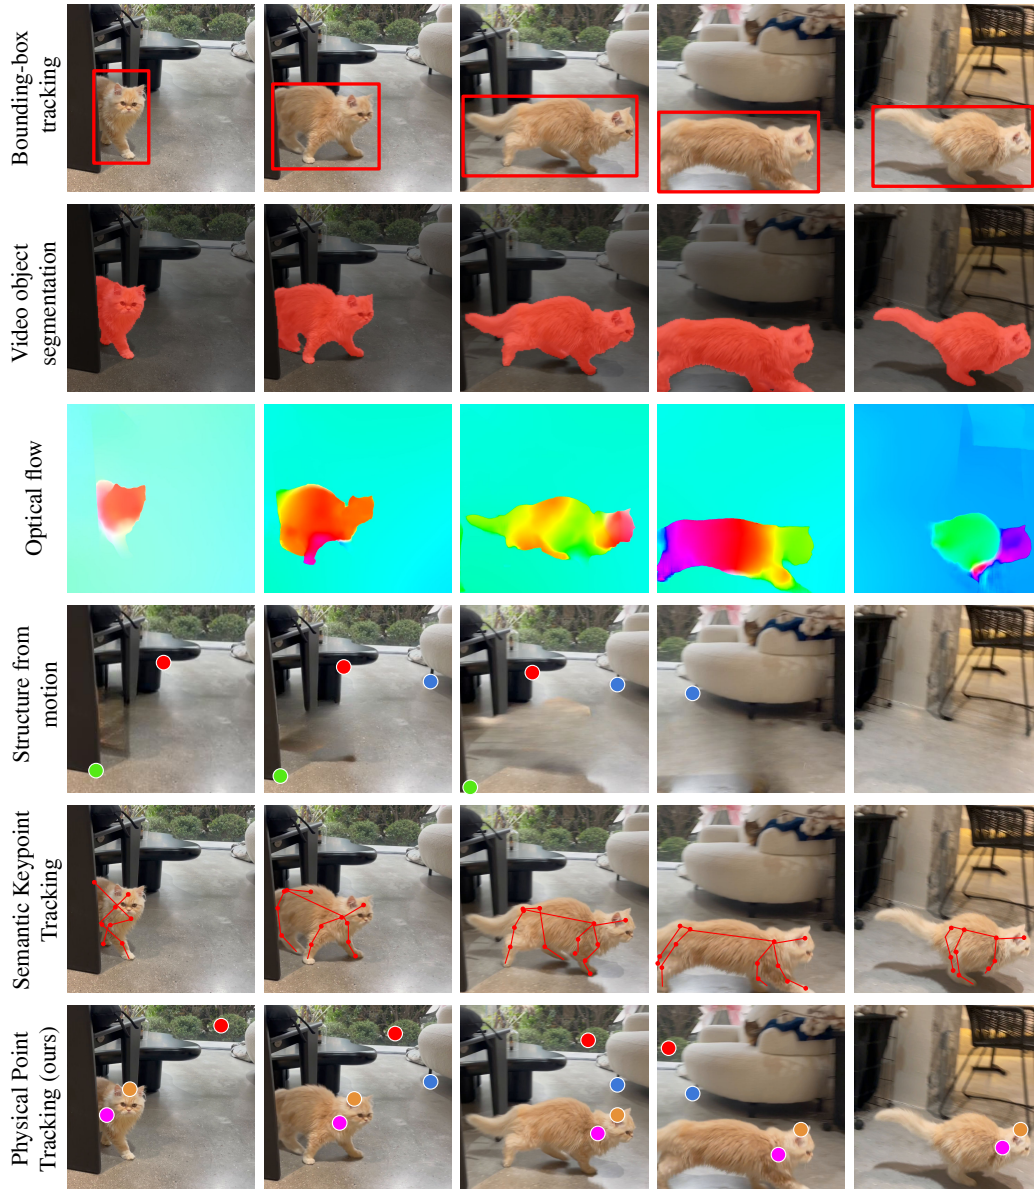 Bounding-box
tracking
Video object
segmentation
Optical flow
Structure from
motion
Semantic Keypoint
Tracking
Physical Point
Tracking (ours)